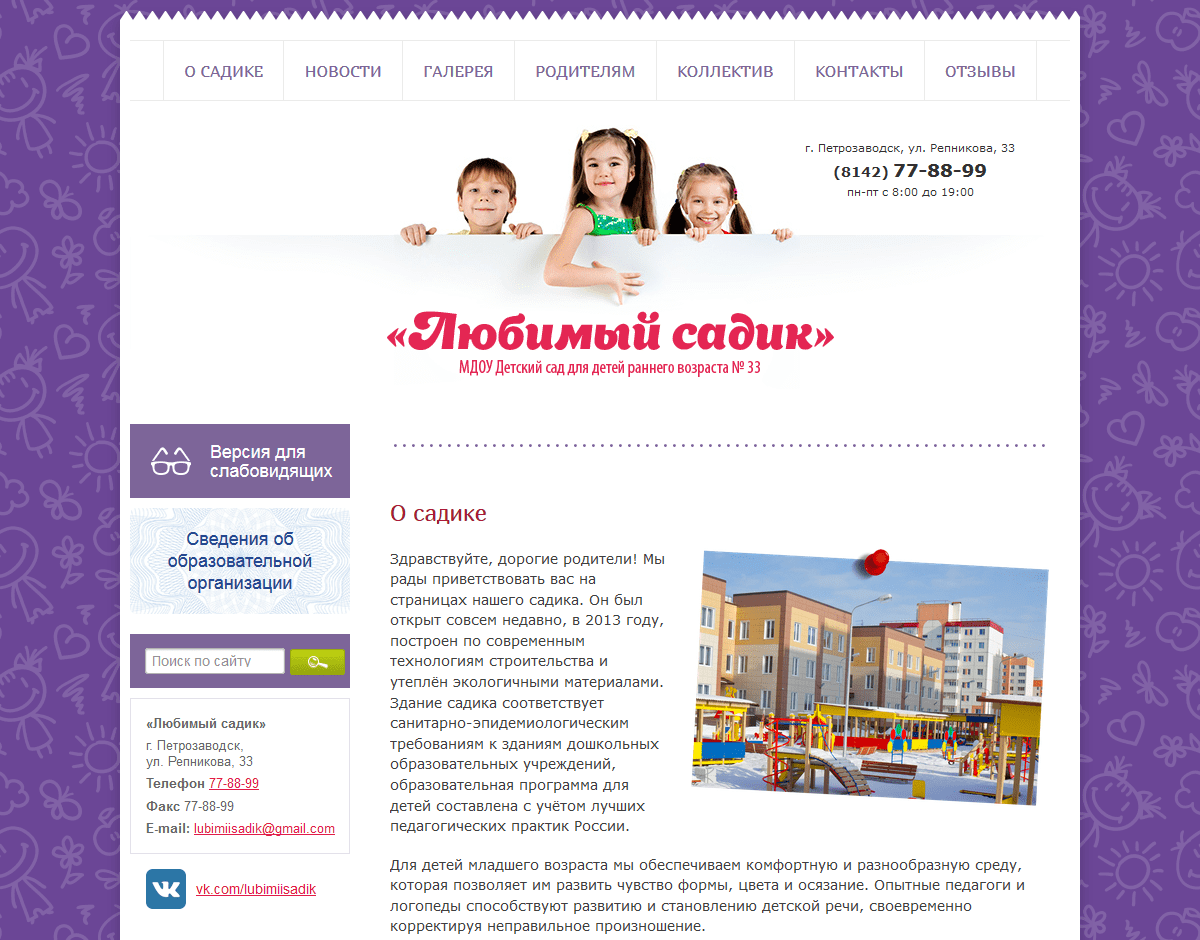 О САДИКЕ
НОВОСТИ
ГАЛЕРЕЯ
РОДИТЕЛЯМ
КОЛЛЕКТИВ
КОНТАКТЫ
ОТЗЫВЫ
г. Петрозаводск, ул. Репникова, 33
(8142) 77-88-99
пн-пт с 8:00 до 19:00
«Любимый садик»
МДОУ Детский сад для детей раннего возраста № 33
Версия для
слабовидящих
Сведения об
образовательной
организации
Поиск по сайту
«Любимый садик»
г. Петрозаводск,
ул. Репникова, 33
Телефон 77-88-99
Факс 77-88-99
E-mail: lubimiisadik@gmail.com
vk.com/lubimiisadik
О садике
Здравствуйте, дорогие родители! Мы
рады приветствовать вас на
страницах нашего садика. Он был
открыт совсем недавно, в 2013 году,
построен по современным
технологиям строительства и
утеплён экологичными материалами.
Здание садика соответствует
санитарно-эпидемиологическим
требованиям к зданиям дошкольных
образовательных учреждений,
образовательная программа для
детей составлена с учётом лучших
педагогических практик России.
Для детей младшего возраста мы обеспечиваем комфортную и разнообразную среду,
которая позволяет им развить чувство формы, цвета и осязание. Опытные педагоги и
логопеды способствуют развитию и становлению детской речи, своевременно
корректируя неправильное произношение.